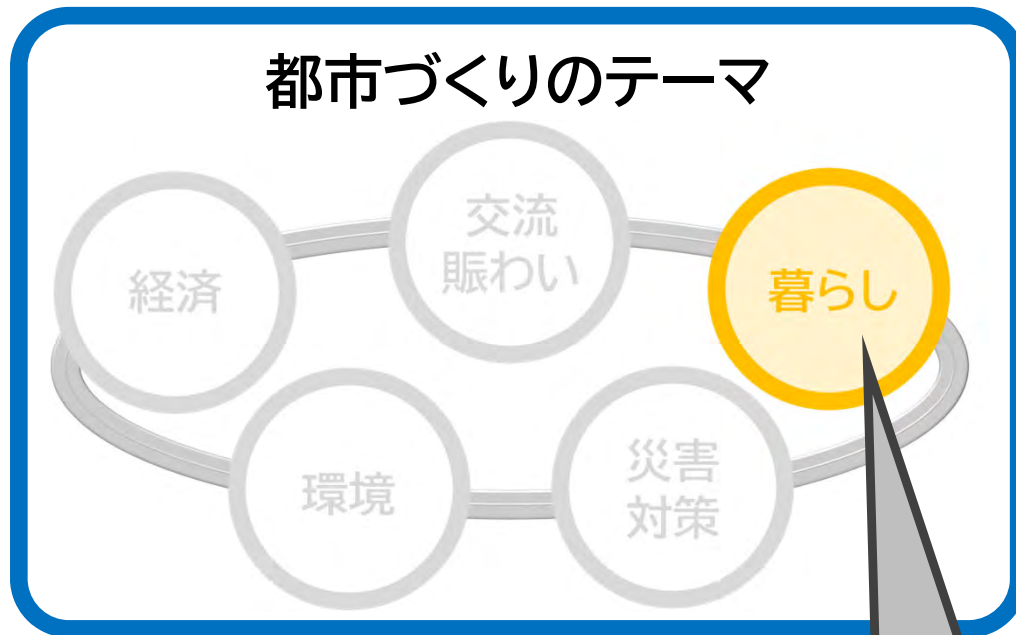 都市づくりのテーマ
経済
交流
賑わい
暮らし
環境
災害
対策